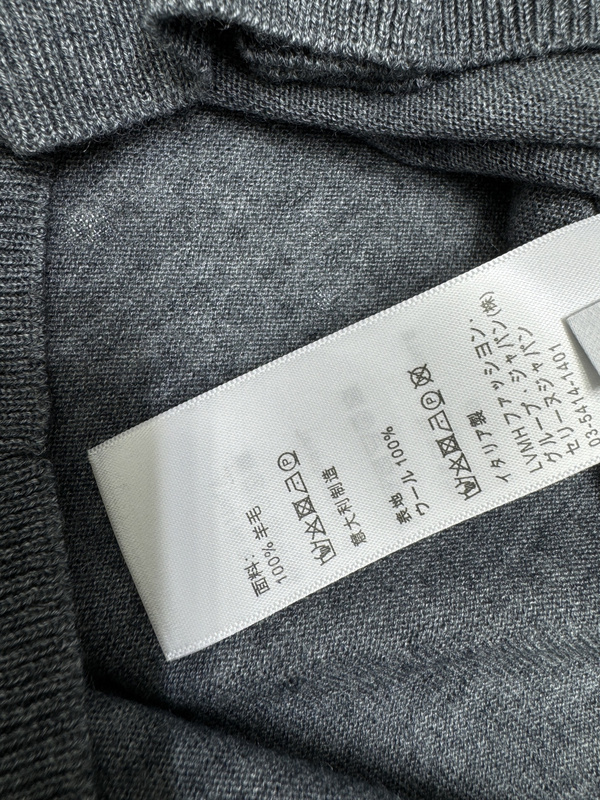 面料：
100% 羊毛
意大利制造
表地
ウール 100%
イタリア製
LVMHファッション・
グループ・ジャパン(株)
セリーヌジャパン
03-5414-1401